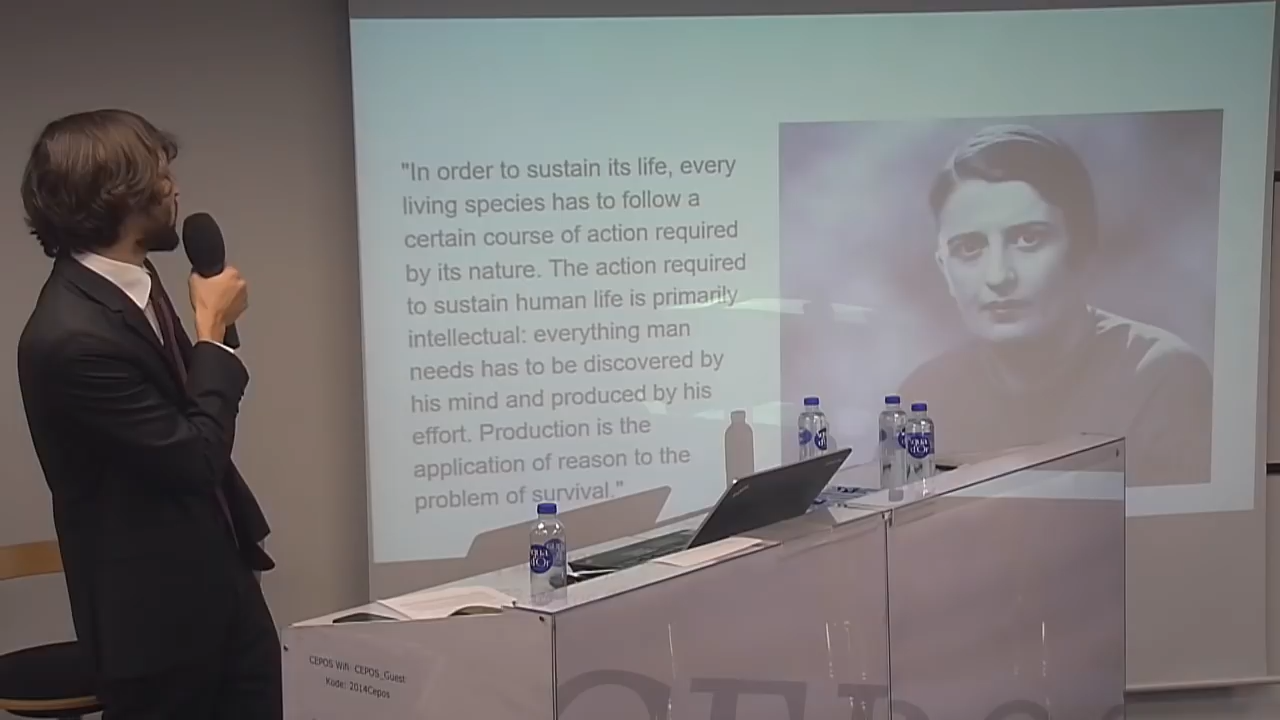 "In order to sustain its life, every
living species has to follow a
certain course of action required
by its nature. The action required
to sustain human life is primarily
intellectual: everything man
needs has to be discovered by
his mind and produced by his
effort. Production is the
application of reason to the
problem of survival."
aqua
d'Or
CEPOS Wifi CEPOS_Guest
Kode: 2014Cepos
CEPOS